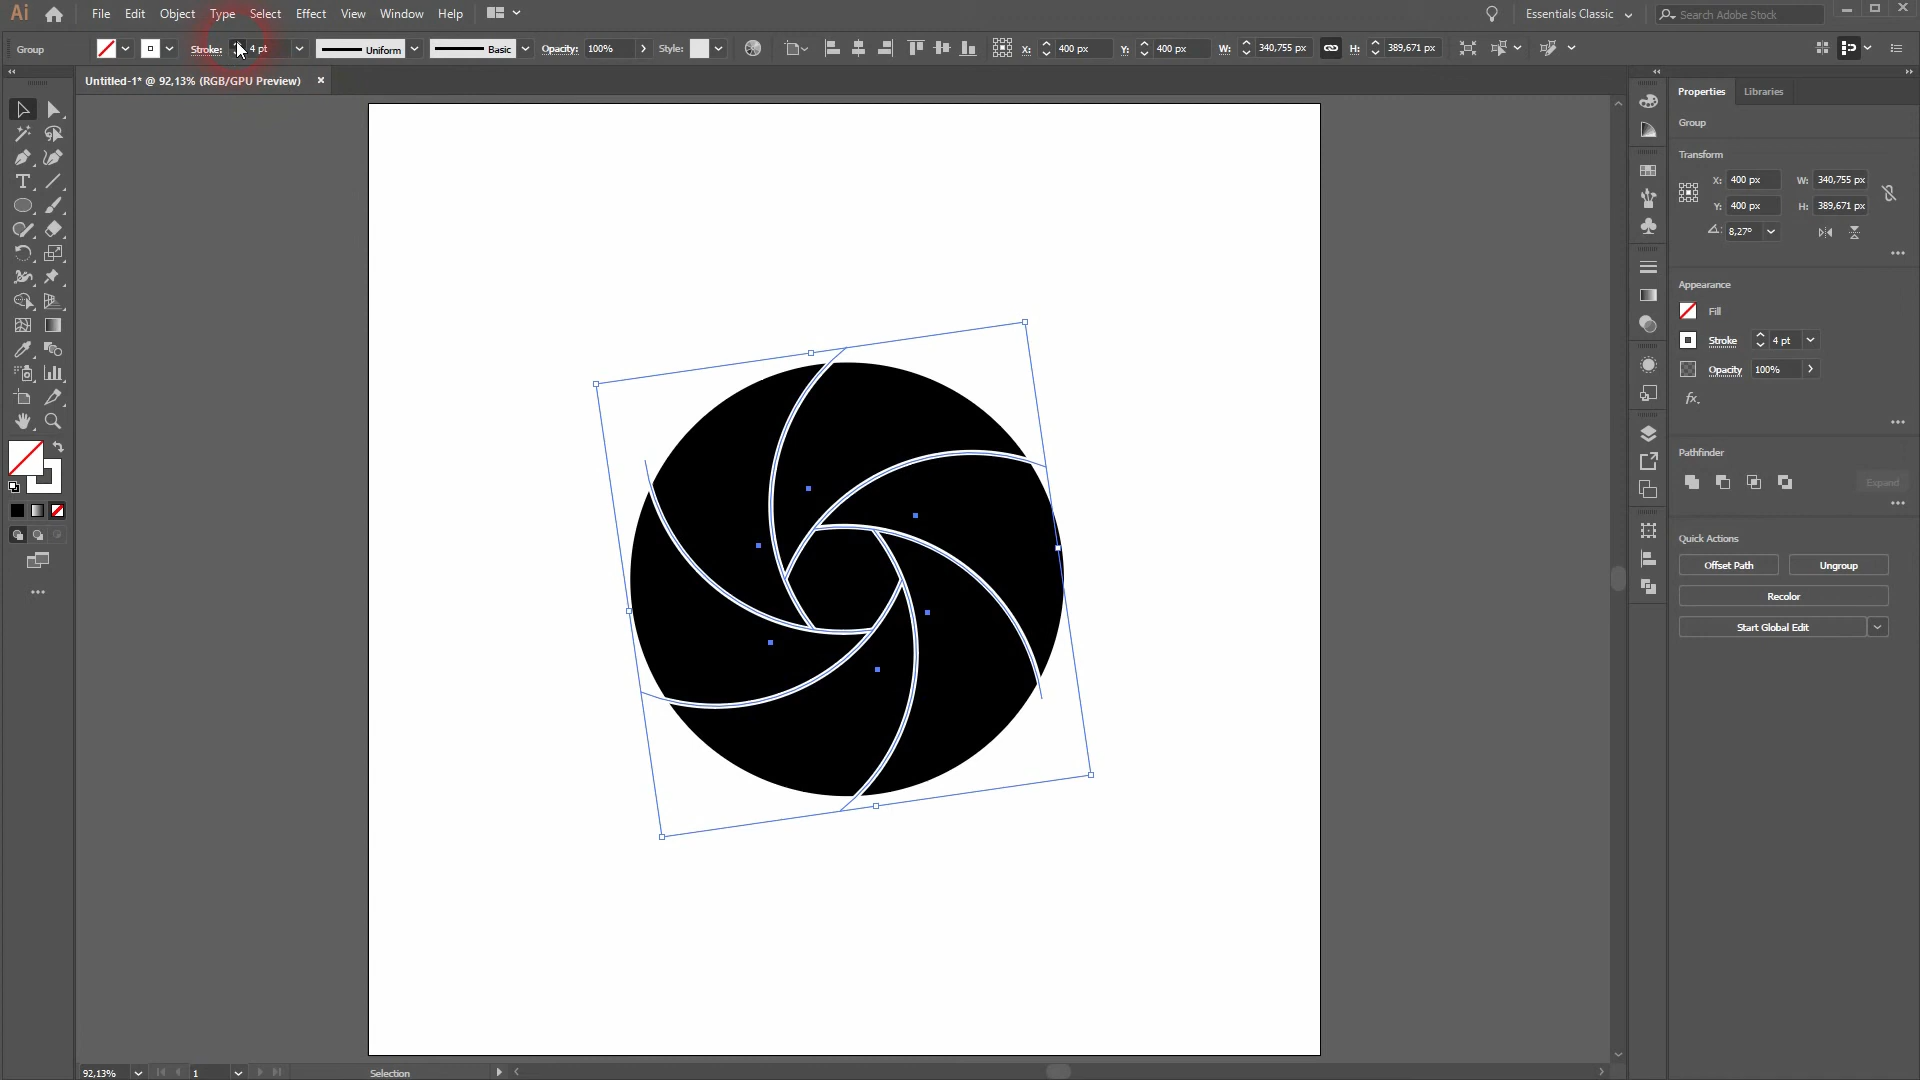 Ai File Edit Object Type Select Effect View Window Help Essentials Classic Search Adobe Stock
Group Stroke: 4 pt Uniform Basic Opacity: 100% Style: X: 400 px Y: 400 px W: 340,755 px H: 389,671 px
Untitled-1* @ 92,13% (RGB/GPU Preview) ×
Properties Libraries
Group
Transform
X: 400 px W: 340,755 px
Y: 400 px H: 389,671 px
8,27°
Appearance
Fill
Stroke 4 pt
Opacity 100%
fx.
Pathfinder
Expand
Quick Actions
Offset Path Ungroup
Recolor
Start Global Edit
92,13% 1 Selection